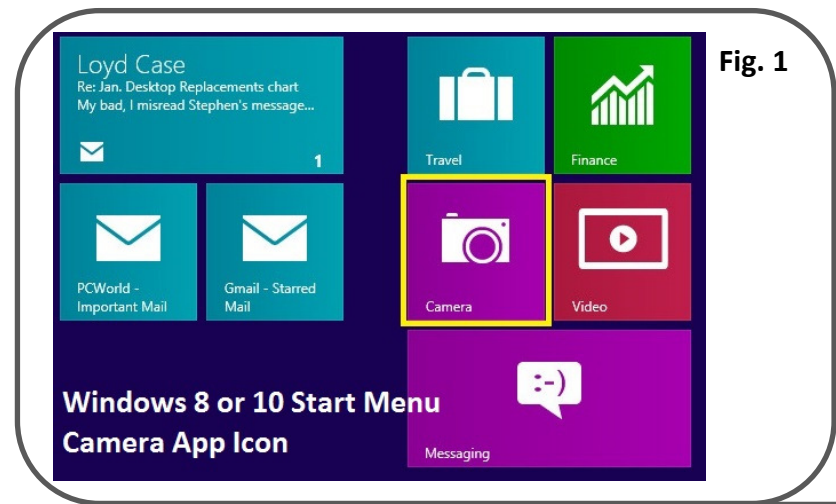 Fig. 1
Loyd Case
Re: Jan. Desktop Replacements chart
My bad, I misread Stephen's message...
1
Travel
Finance
PCWorld -
Important Mail
Gmail - Starred
Mail
Camera
Video
:-)
Messaging
Windows 8 or 10 Start Menu
Camera App Icon